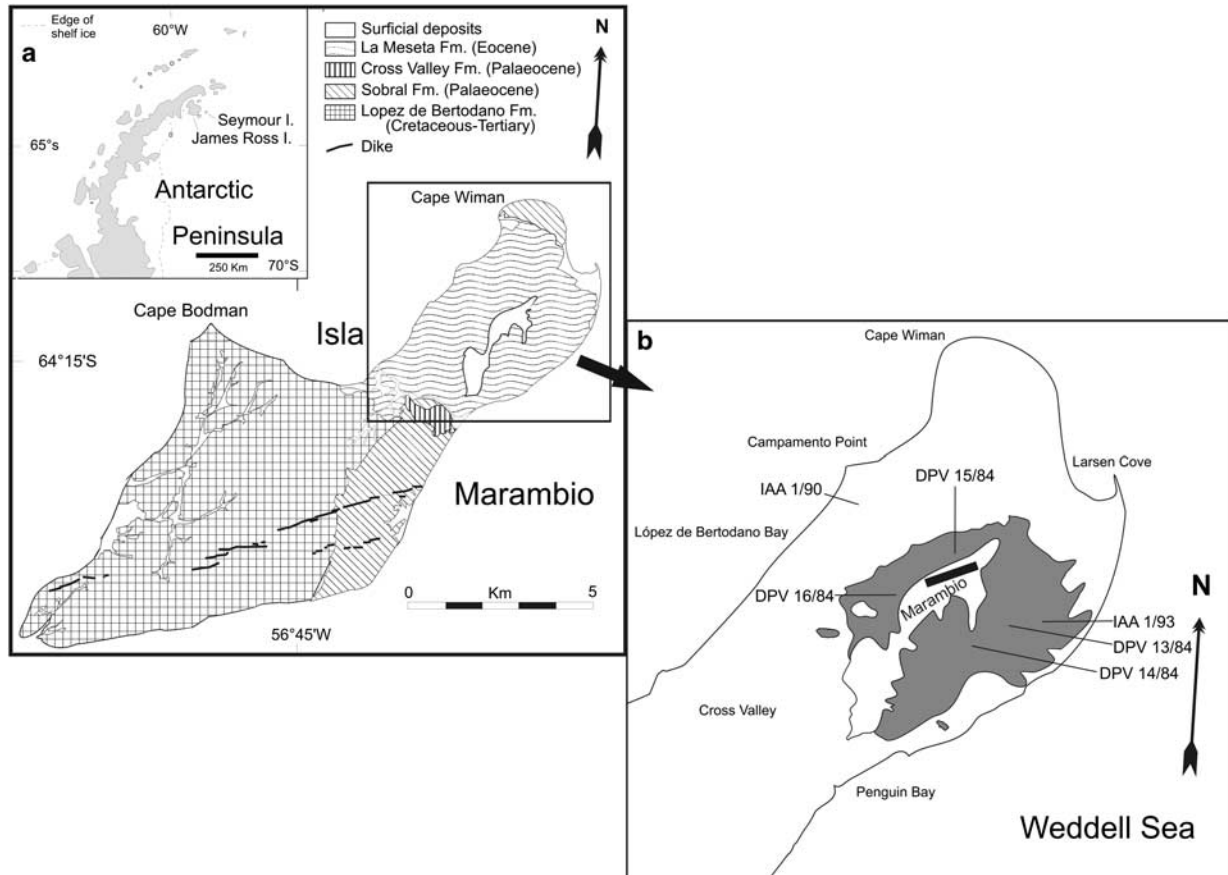 Edge of
shelf ice
60°W
a
Seymour I.
James Ross I.
65°s
Antarctic
Peninsula
250 Km
70°S
Surficial deposits
La Meseta Fm. (Eocene)
Cross Valley Fm. (Palaeocene)
Sobral Fm. (Palaeocene)
Lopez de Bertodano Fm.
(Cretaceous-Tertiary)
Dike
N
Cape Wiman
Cape Bodman
Isla
64°15'S
Marambio
0 Km 5
56°45'W
b
Cape Wiman
Campamento Point
Larsen Cove
DPV 15/84
IAA 1/90
López de Bertodano Bay
DPV 16/84
Marambio
N
IAA 1/93
DPV 13/84
DPV 14/84
Cross Valley
Penguin Bay
Weddell Sea